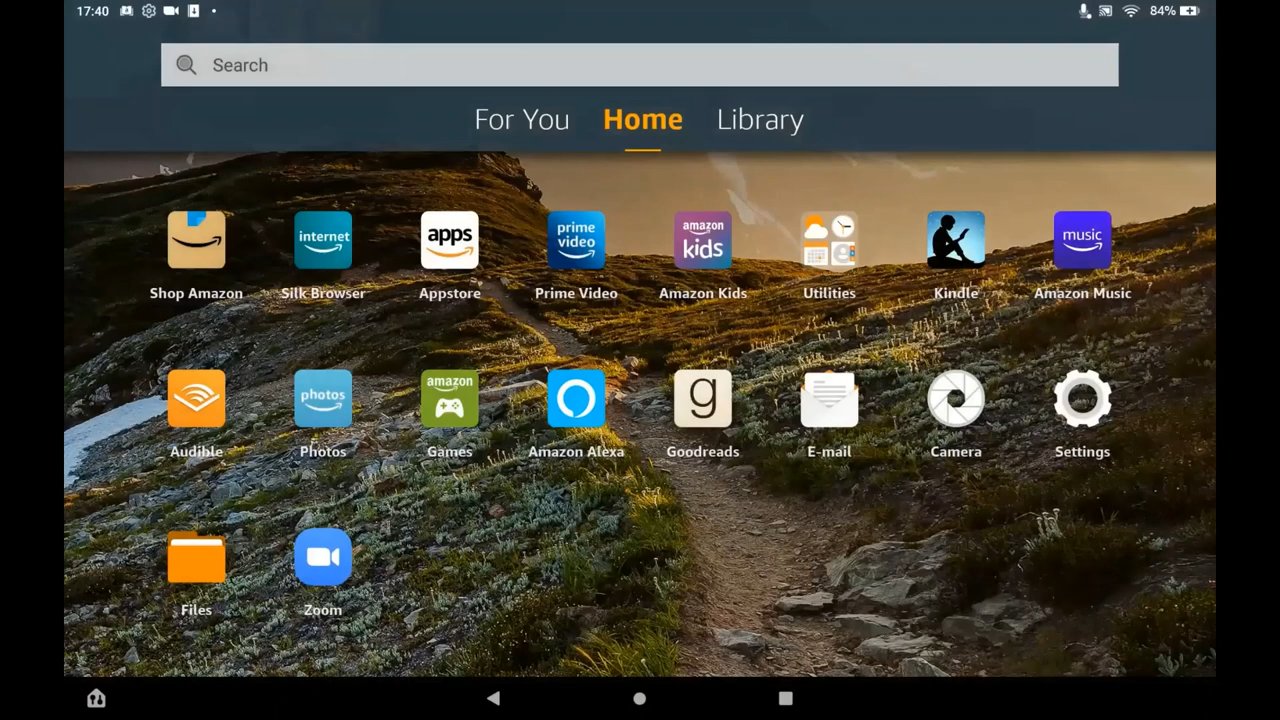 17:40
84%
Search
For You Home Library
internet
apps
prime video
amazon kids
music
Shop Amazon Silk Browser Appstore Prime Video Amazon Kids Utilities Kindle Amazon Music
photos
amazon
g
Audible Photos Games Amazon Alexa Goodreads E-mail Camera Settings
Files Zoom